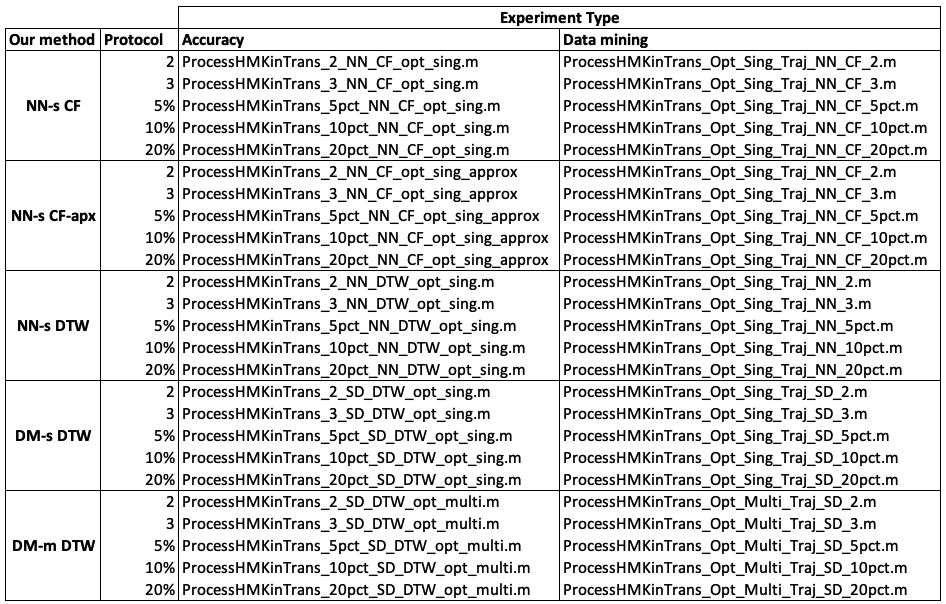 Experiment Type
Our method Protocol Accuracy Data mining
2 ProcessHMKinTrans_2_NN_CF_opt_sing.m ProcessHMKinTrans_Opt_Sing_Traj_NN_CF_2.m
3 ProcessHMKinTrans_3_NN_CF_opt_sing.m ProcessHMKinTrans_Opt_Sing_Traj_NN_CF_3.m
NN-s CF 5% ProcessHMKinTrans_5pct_NN_CF_opt_sing.m ProcessHMKinTrans_Opt_Sing_Traj_NN_CF_5pct.m
10% ProcessHMKinTrans_10pct_NN_CF_opt_sing.m ProcessHMKinTrans_Opt_Sing_Traj_NN_CF_10pct.m
20% ProcessHMKinTrans_20pct_NN_CF_opt_sing.m ProcessHMKinTrans_Opt_Sing_Traj_NN_CF_20pct.m
2 ProcessHMKinTrans_2_NN_CF_opt_sing_approx ProcessHMKinTrans_Opt_Sing_Traj_NN_CF_2.m
3 ProcessHMKinTrans_3_NN_CF_opt_sing_approx ProcessHMKinTrans_Opt_Sing_Traj_NN_CF_3.m
NN-s CF-apx 5% ProcessHMKinTrans_5pct_NN_CF_opt_sing_approx ProcessHMKinTrans_Opt_Sing_Traj_NN_CF_5pct.m
10% ProcessHMKinTrans_10pct_NN_CF_opt_sing_approx ProcessHMKinTrans_Opt_Sing_Traj_NN_CF_10pct.m
20% ProcessHMKinTrans_20pct_NN_CF_opt_sing_approx ProcessHMKinTrans_Opt_Sing_Traj_NN_CF_20pct.m
2 ProcessHMKinTrans_2_NN_DTW_opt_sing.m ProcessHMKinTrans_Opt_Sing_Traj_NN_2.m
3 ProcessHMKinTrans_3_NN_DTW_opt_sing.m ProcessHMKinTrans_Opt_Sing_Traj_NN_3.m
NN-s DTW 5% ProcessHMKinTrans_5pct_NN_DTW_opt_sing.m ProcessHMKinTrans_Opt_Sing_Traj_NN_5pct.m
10% ProcessHMKinTrans_10pct_NN_DTW_opt_sing.m ProcessHMKinTrans_Opt_Sing_Traj_NN_10pct.m
20% ProcessHMKinTrans_20pct_NN_DTW_opt_sing.m ProcessHMKinTrans_Opt_Sing_Traj_NN_20pct.m
2 ProcessHMKinTrans_2_SD_DTW_opt_sing.m ProcessHMKinTrans_Opt_Sing_Traj_SD_2.m
3 ProcessHMKinTrans_3_SD_DTW_opt_sing.m ProcessHMKinTrans_Opt_Sing_Traj_SD_3.m
DM-s DTW 5% ProcessHMKinTrans_5pct_SD_DTW_opt_sing.m ProcessHMKinTrans_Opt_Sing_Traj_SD_5pct.m
10% ProcessHMKinTrans_10pct_SD_DTW_opt_sing.m ProcessHMKinTrans_Opt_Sing_Traj_SD_10pct.m
20% ProcessHMKinTrans_20pct_SD_DTW_opt_sing.m ProcessHMKinTrans_Opt_Sing_Traj_SD_20pct.m
2 ProcessHMKinTrans_2_SD_DTW_opt_multi.m ProcessHMKinTrans_Opt_Multi_Traj_SD_2.m
3 ProcessHMKinTrans_3_SD_DTW_opt_multi.m ProcessHMKinTrans_Opt_Multi_Traj_SD_3.m
DM-m DTW 5% ProcessHMKinTrans_5pct_SD_DTW_opt_multi.m ProcessHMKinTrans_Opt_Multi_Traj_SD_5pct.m
10% ProcessHMKinTrans_10pct_SD_DTW_opt_multi.m ProcessHMKinTrans_Opt_Multi_Traj_SD_10pct.m
20% ProcessHMKinTrans_20pct_SD_DTW_opt_multi.m ProcessHMKinTrans_Opt_Multi_Traj_SD_20pct.m